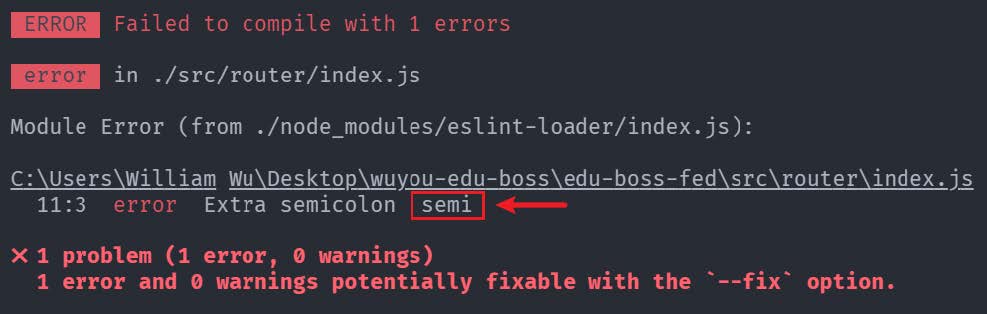 ERROR Failed to compile with 1 errors
error in ./src/router/index.js
Module Error (from ./node_modules/eslint-loader/index.js):
C:\Users\William Wu\Desktop\wuyou-edu-boss\edu-boss-fed\src\router\index.js
11:3 error Extra semicolon semi
✕ 1 problem (1 error, 0 warnings)
1 error and 0 warnings potentially fixable with the `--fix` option.